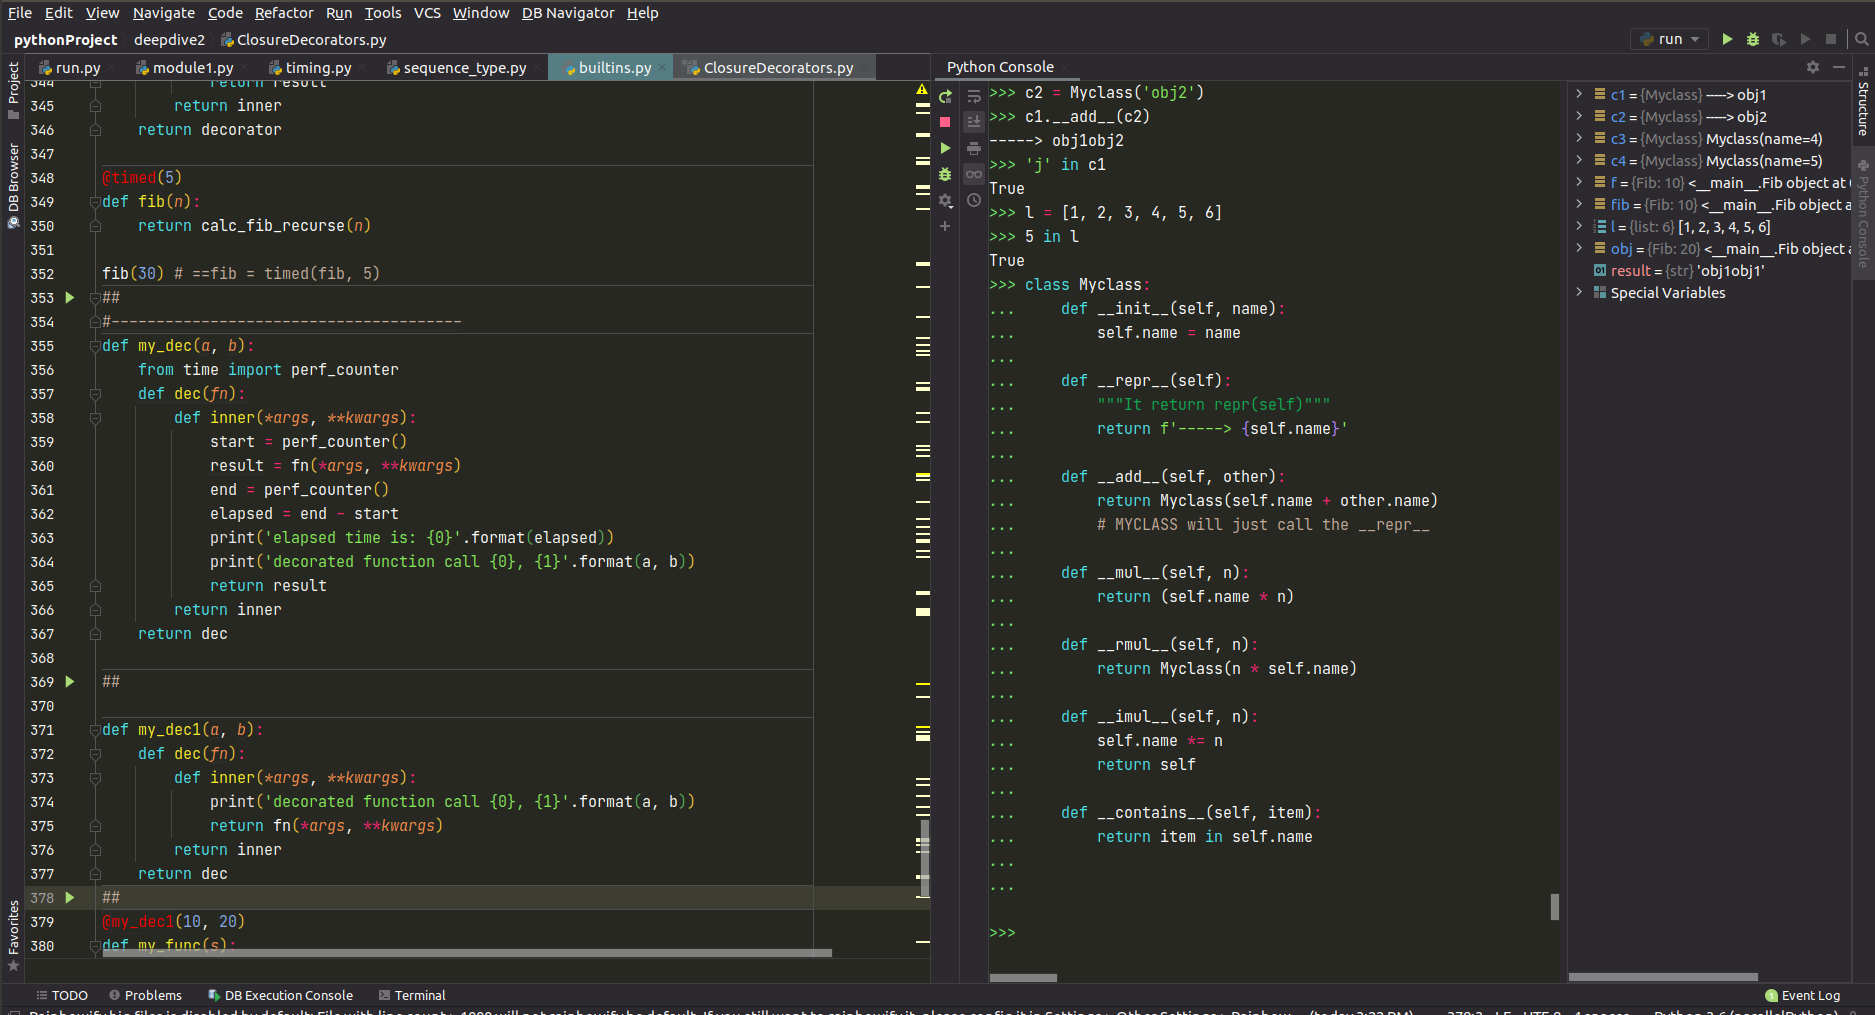 File Edit View Navigate Code Refactor Run Tools VCS Window DB Navigator Help
pythonProject deepdive2 ClosureDecorators.py
run
run.py module1.py timing.py sequence_type.py builtins.py ClosureDecorators.py
Project
DB Browser
Favorites
344 return result
345 return inner
346 return decorator
347
348 @timed(5)
349 def fib(n):
350 return calc_fib_recurse(n)
351
352 fib(30) # ==fib = timed(fib, 5)
353 ##
354 #---------------------------------------
355 def my_dec(a, b):
356 from time import perf_counter
357 def dec(fn):
358 def inner(*args, **kwargs):
359 start = perf_counter()
360 result = fn(*args, **kwargs)
361 end = perf_counter()
362 elapsed = end - start
363 print('elapsed time is: {0}'.format(elapsed))
364 print('decorated function call {0}, {1}'.format(a, b))
365 return result
366 return inner
367 return dec
368
369 ##
370
371 def my_dec1(a, b):
372 def dec(fn):
373 def inner(*args, **kwargs):
374 print('decorated function call {0}, {1}'.format(a, b))
375 return fn(*args, **kwargs)
376 return inner
377 return dec
378 ##
379 @my_dec1(10, 20)
380 def my_func(s):
Python Console
>>> c2 = Myclass('obj2')
>>> c1.__add__(c2)
-----> obj1obj2
>>> 'j' in c1
True
>>> l = [1, 2, 3, 4, 5, 6]
>>> 5 in l
True
>>> class Myclass:
... def __init__(self, name):
... self.name = name
...
... def __repr__(self):
... """It return repr(self)"""
... return f'-----> {self.name}'
...
... def __add__(self, other):
... return Myclass(self.name + other.name)
... # MYCLASS will just call the __repr__
...
... def __mul__(self, n):
... return (self.name * n)
...
... def __rmul__(self, n):
... return Myclass(n * self.name)
...
... def __imul__(self, n):
... self.name *= n
... return self
...
... def __contains__(self, item):
... return item in self.name
...
...
>>>
c1 = {Myclass} -----> obj1
c2 = {Myclass} -----> obj2
c3 = {Myclass} Myclass(name=4)
c4 = {Myclass} Myclass(name=5)
f = {Fib: 10} <__main__.Fib object at
fib = {Fib: 10} <__main__.Fib object a
l = {list: 6} [1, 2, 3, 4, 5, 6]
obj = {Fib: 20} <__main__.Fib object a
result = {str} 'obj1obj1'
Special Variables
Structure
Python Console
TODO Problems DB Execution Console Terminal Event Log